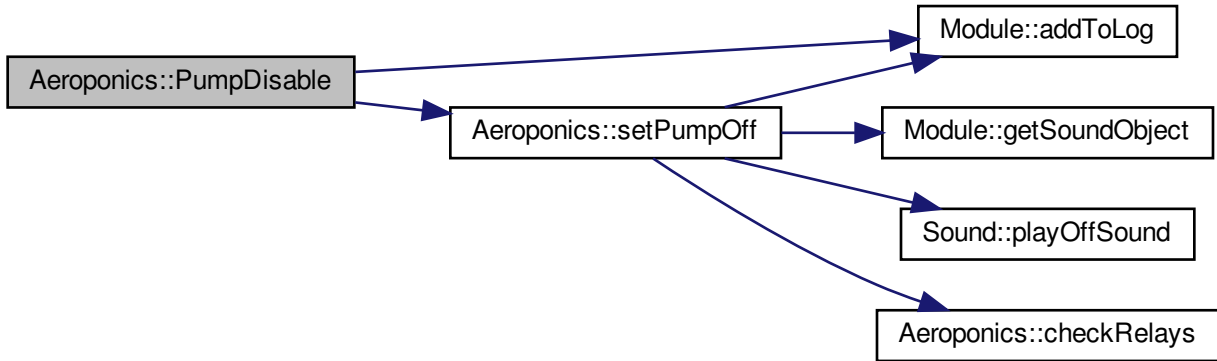 Module::addToLog
Aeroponics::PumpDisable
Aeroponics::setPumpOff
Module::getSoundObject
Sound::playOffSound
Aeroponics::checkRelays